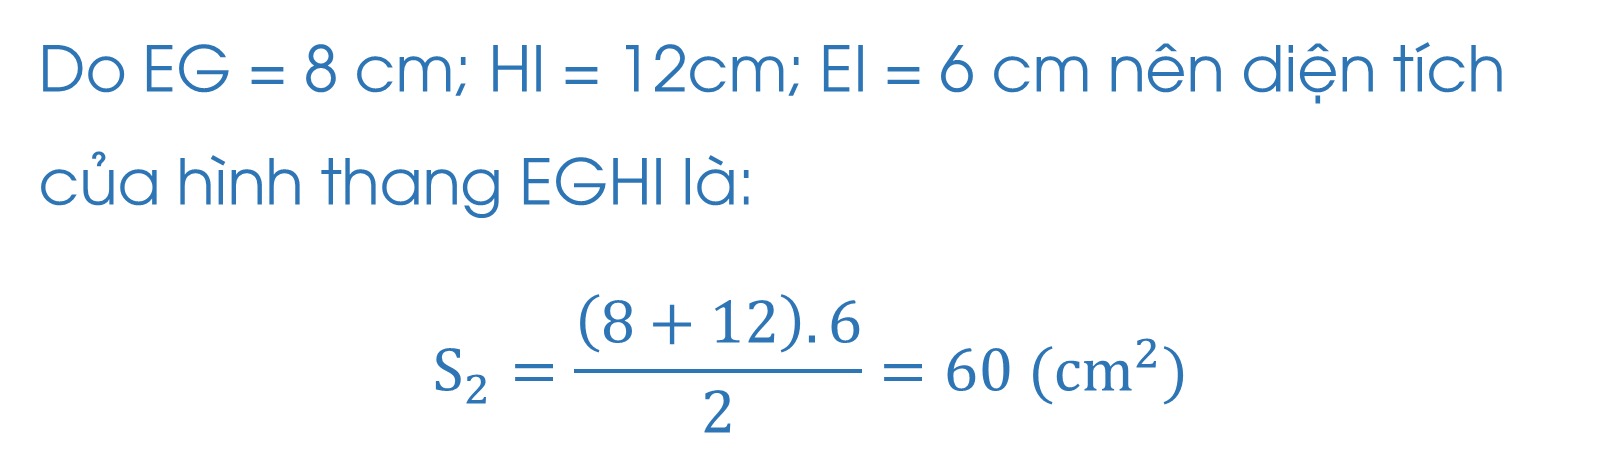 Do EG = 8 cm; HI = 12cm; EI = 6 cm nên diện tích
của hình thang EGHI là:
S₂ = (8 + 12). 6 / 2 = 60 (cm²)